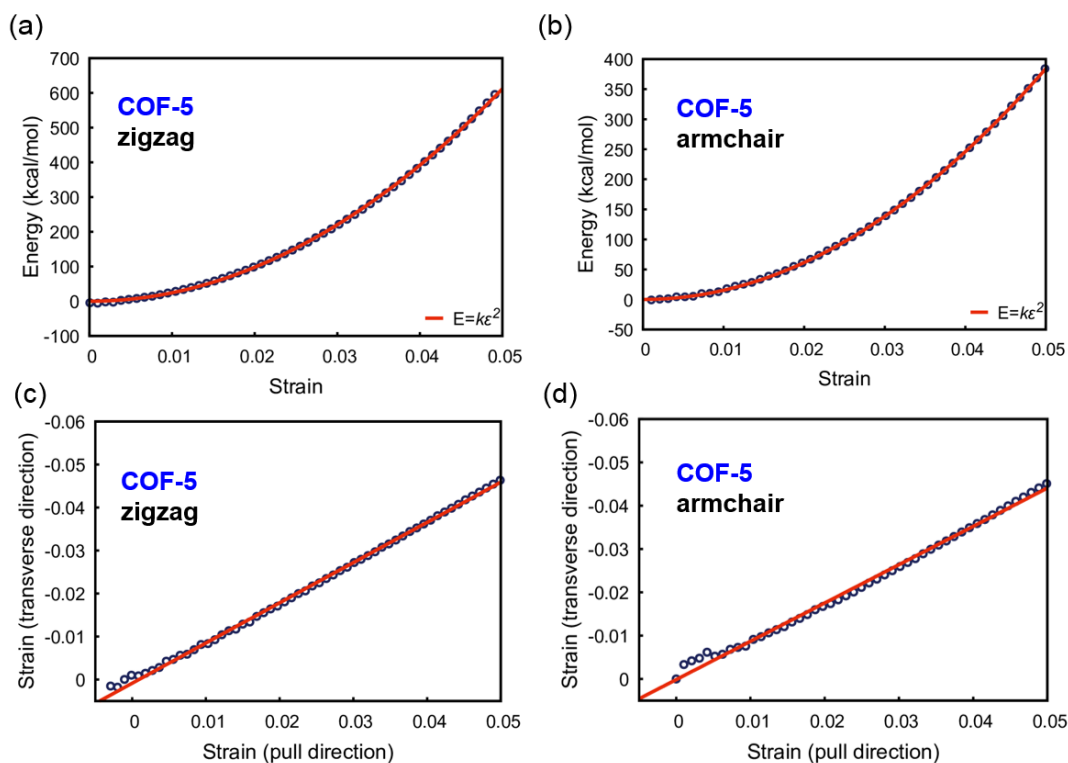 (a)
700
600
500
400
300
200
100
0
-100
Energy (kcal/mol)
COF-5
zigzag
E=kε²
0 0.01 0.02 0.03 0.04 0.05
Strain
(b)
400
350
300
250
200
150
100
50
0
-50
Energy (kcal/mol)
COF-5
armchair
E=kε²
0 0.01 0.02 0.03 0.04 0.05
Strain
(c)
-0.06
-0.05
-0.04
-0.03
-0.02
-0.01
0
Strain (transverse direction)
COF-5
zigzag
0 0.01 0.02 0.03 0.04 0.05
Strain (pull direction)
(d)
-0.06
-0.05
-0.04
-0.03
-0.02
-0.01
0
Strain (transverse direction)
COF-5
armchair
0 0.01 0.02 0.03 0.04 0.05
Strain (pull direction)